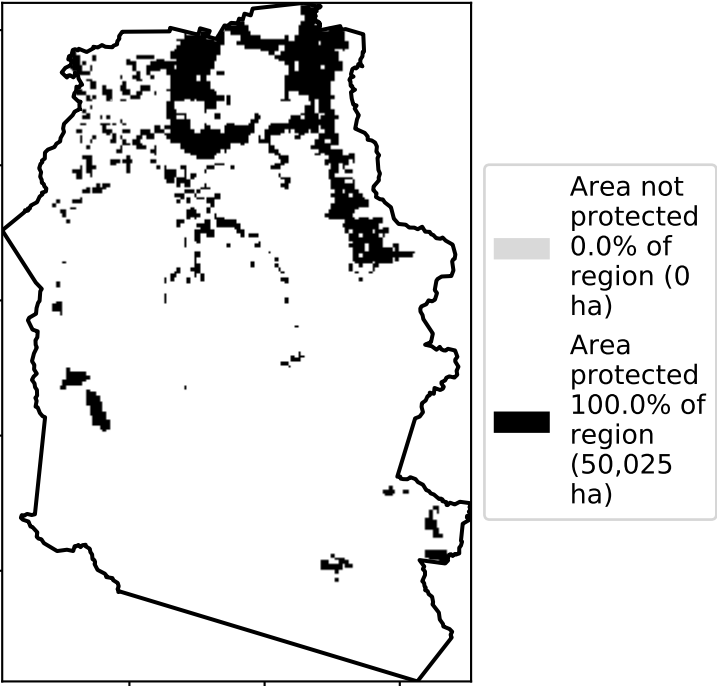 Area not
protected
0.0% of
region (0
ha)
Area
protected
100.0% of
region
(50,025
ha)